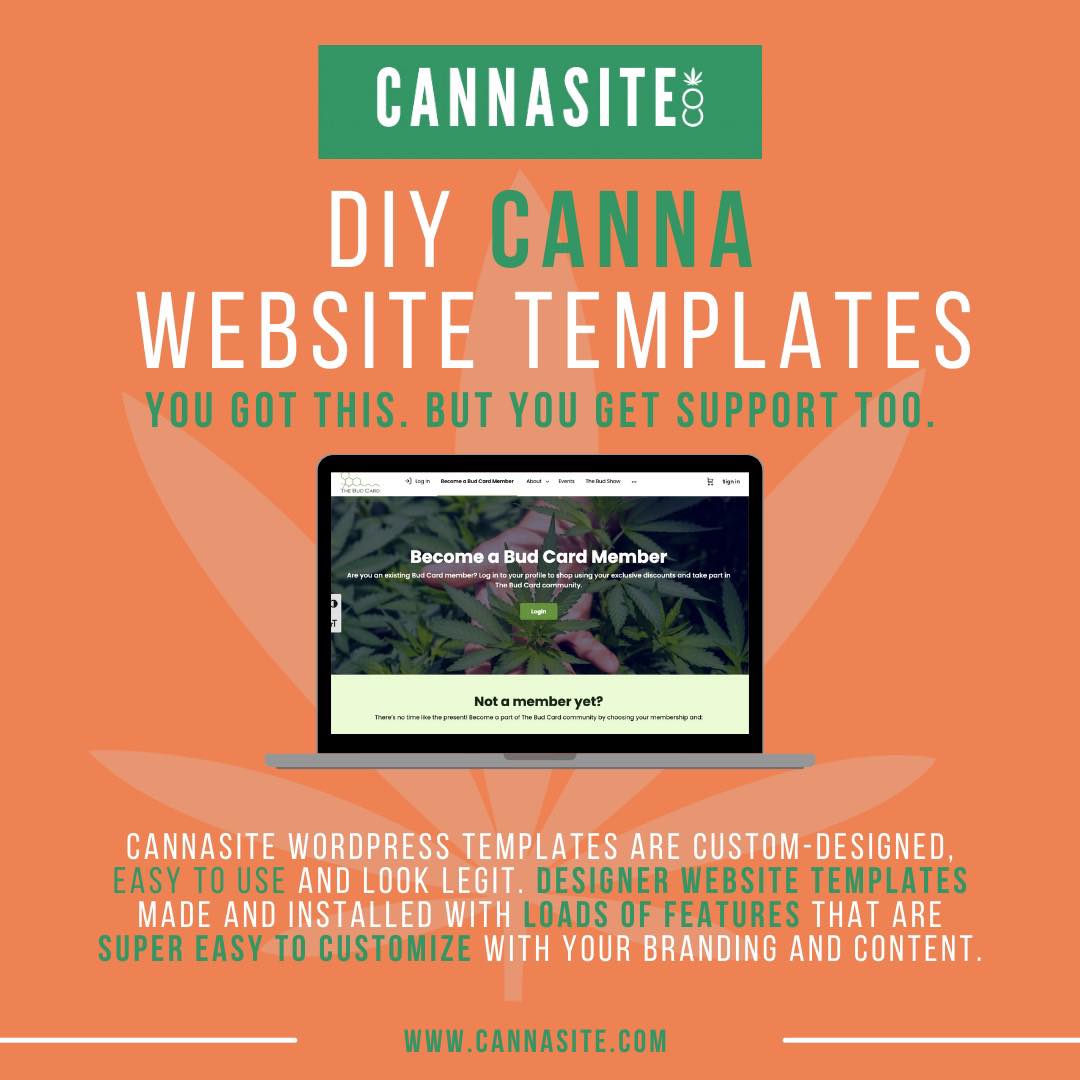 CANNASITE CO
DIY CANNA
WEBSITE TEMPLATES
YOU GOT THIS. BUT YOU GET SUPPORT TOO.
THE BUD CARD
Log In Become a Bud Card Member About Events The Bud Show ••• Sign in
Become a Bud Card Member
Are you an existing Bud Card member? Log in to your profile to shop using your exclusive discounts and take part in
The Bud Card community.
Login
Not a member yet?
There's no time like the present! Become a part of The Bud Card community by choosing your membership and:
CANNASITE WORDPRESS TEMPLATES ARE CUSTOM-DESIGNED,
EASY TO USE AND LOOK LEGIT. DESIGNER WEBSITE TEMPLATES
MADE AND INSTALLED WITH LOADS OF FEATURES THAT ARE
SUPER EASY TO CUSTOMIZE WITH YOUR BRANDING AND CONTENT.
WWW.CANNASITE.COM